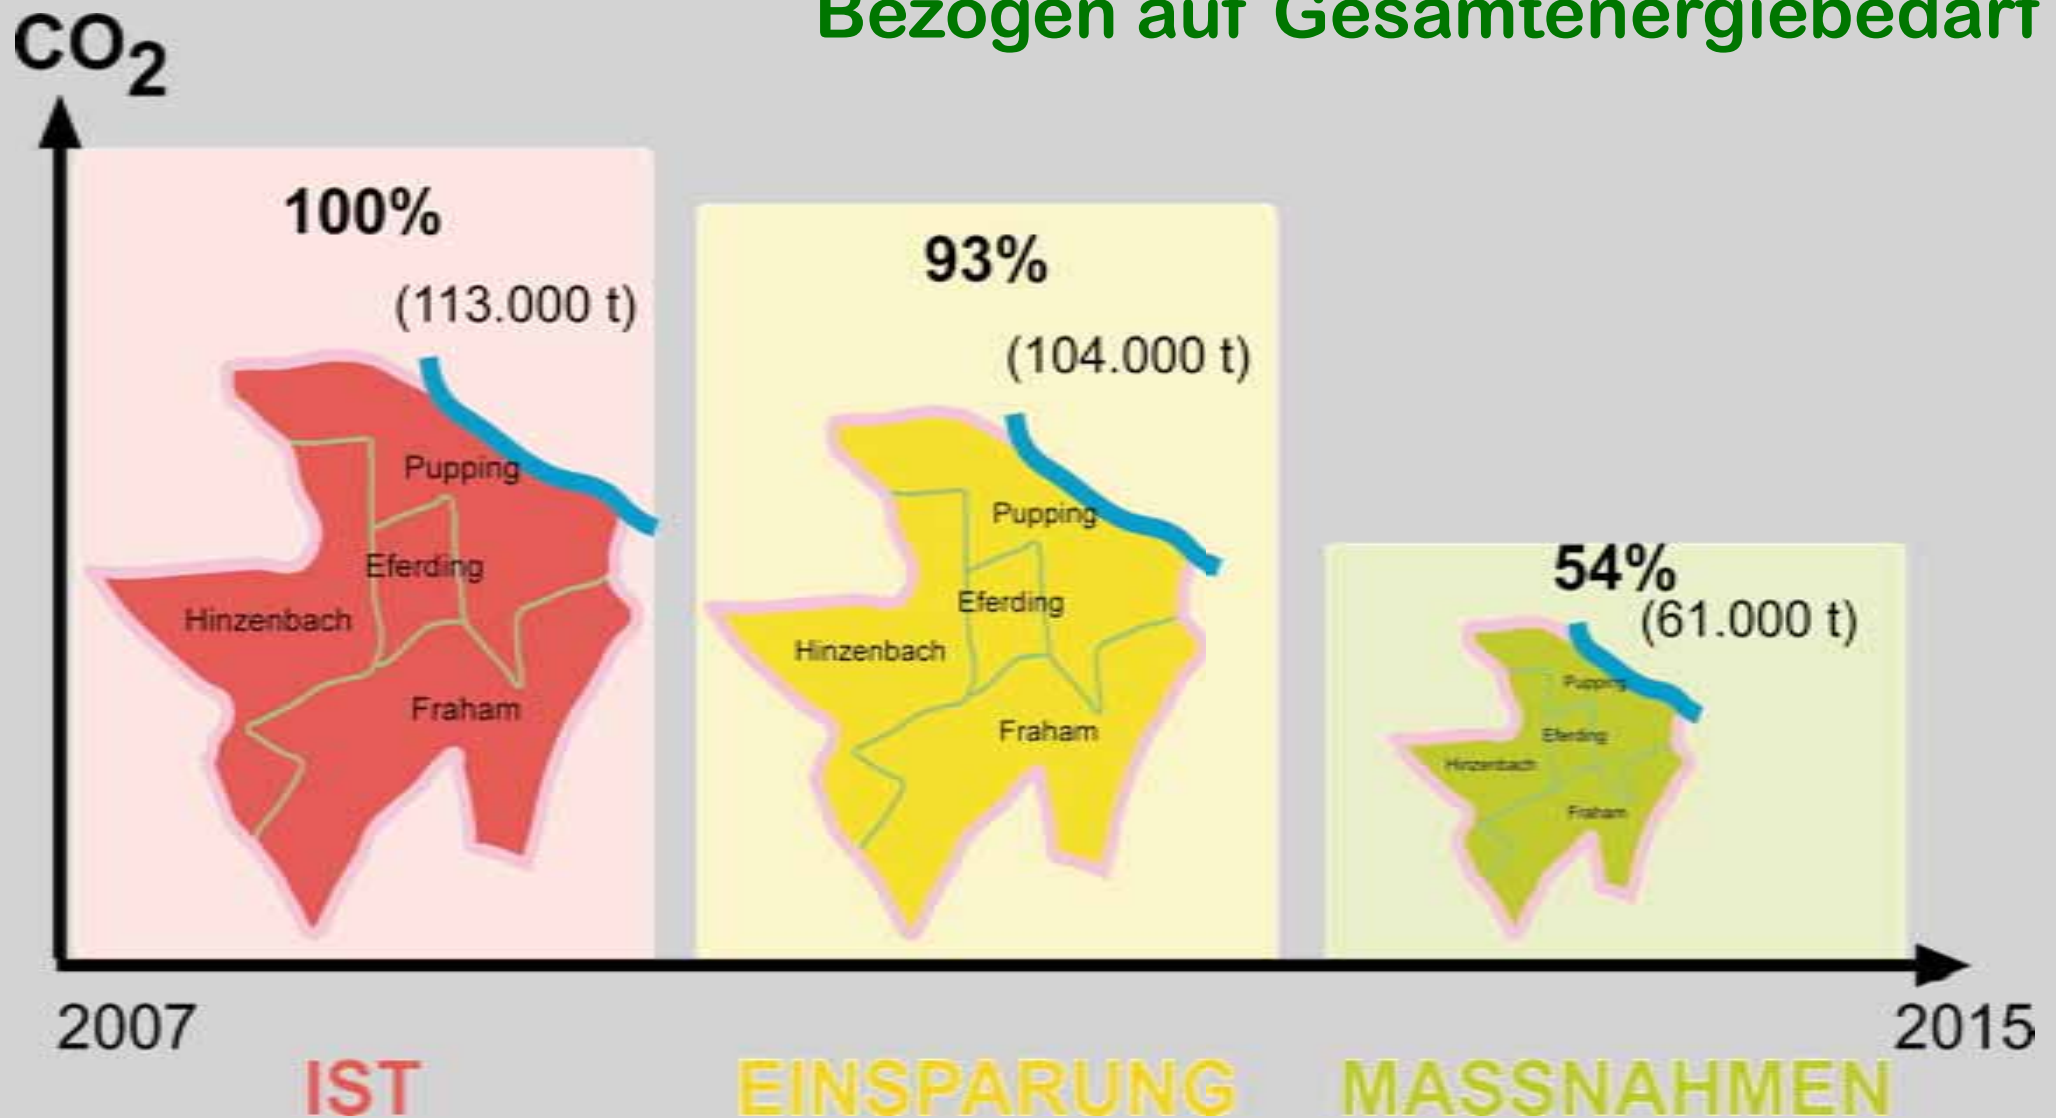 Bezogen auf Gesamtenergiebedarf
CO2
100%
(113.000 t)
Pupping
Eferding
Hinzenbach
Fraham
93%
(104.000 t)
Pupping
Eferding
Hinzenbach
Fraham
54%
(61.000 t)
Pupping
Eferding
Hinzenbach
Fraham
2007
2015
IST
EINSPARUNG
MASSNAHMEN